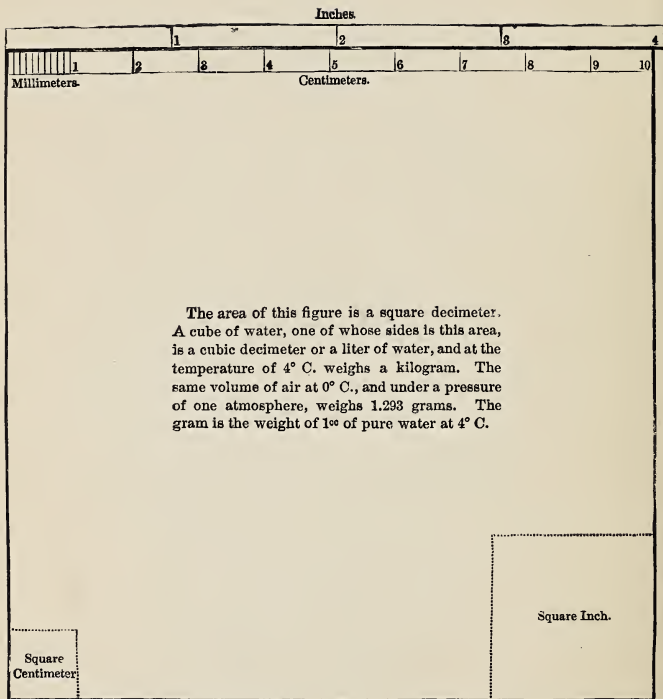 Inches.
1 2 3 4
1 2 3 4 5 6 7 8 9 10
Millimeters. Centimeters.
The area of this figure is a square decimeter.
A cube of water, one of whose sides is this area,
is a cubic decimeter or a liter of water, and at the
temperature of 4° C. weighs a kilogram. The
same volume of air at 0° C., and under a pressure
of one atmosphere, weighs 1.293 grams. The
gram is the weight of 1cc of pure water at 4° C.
Square Inch.
Square
Centimeter